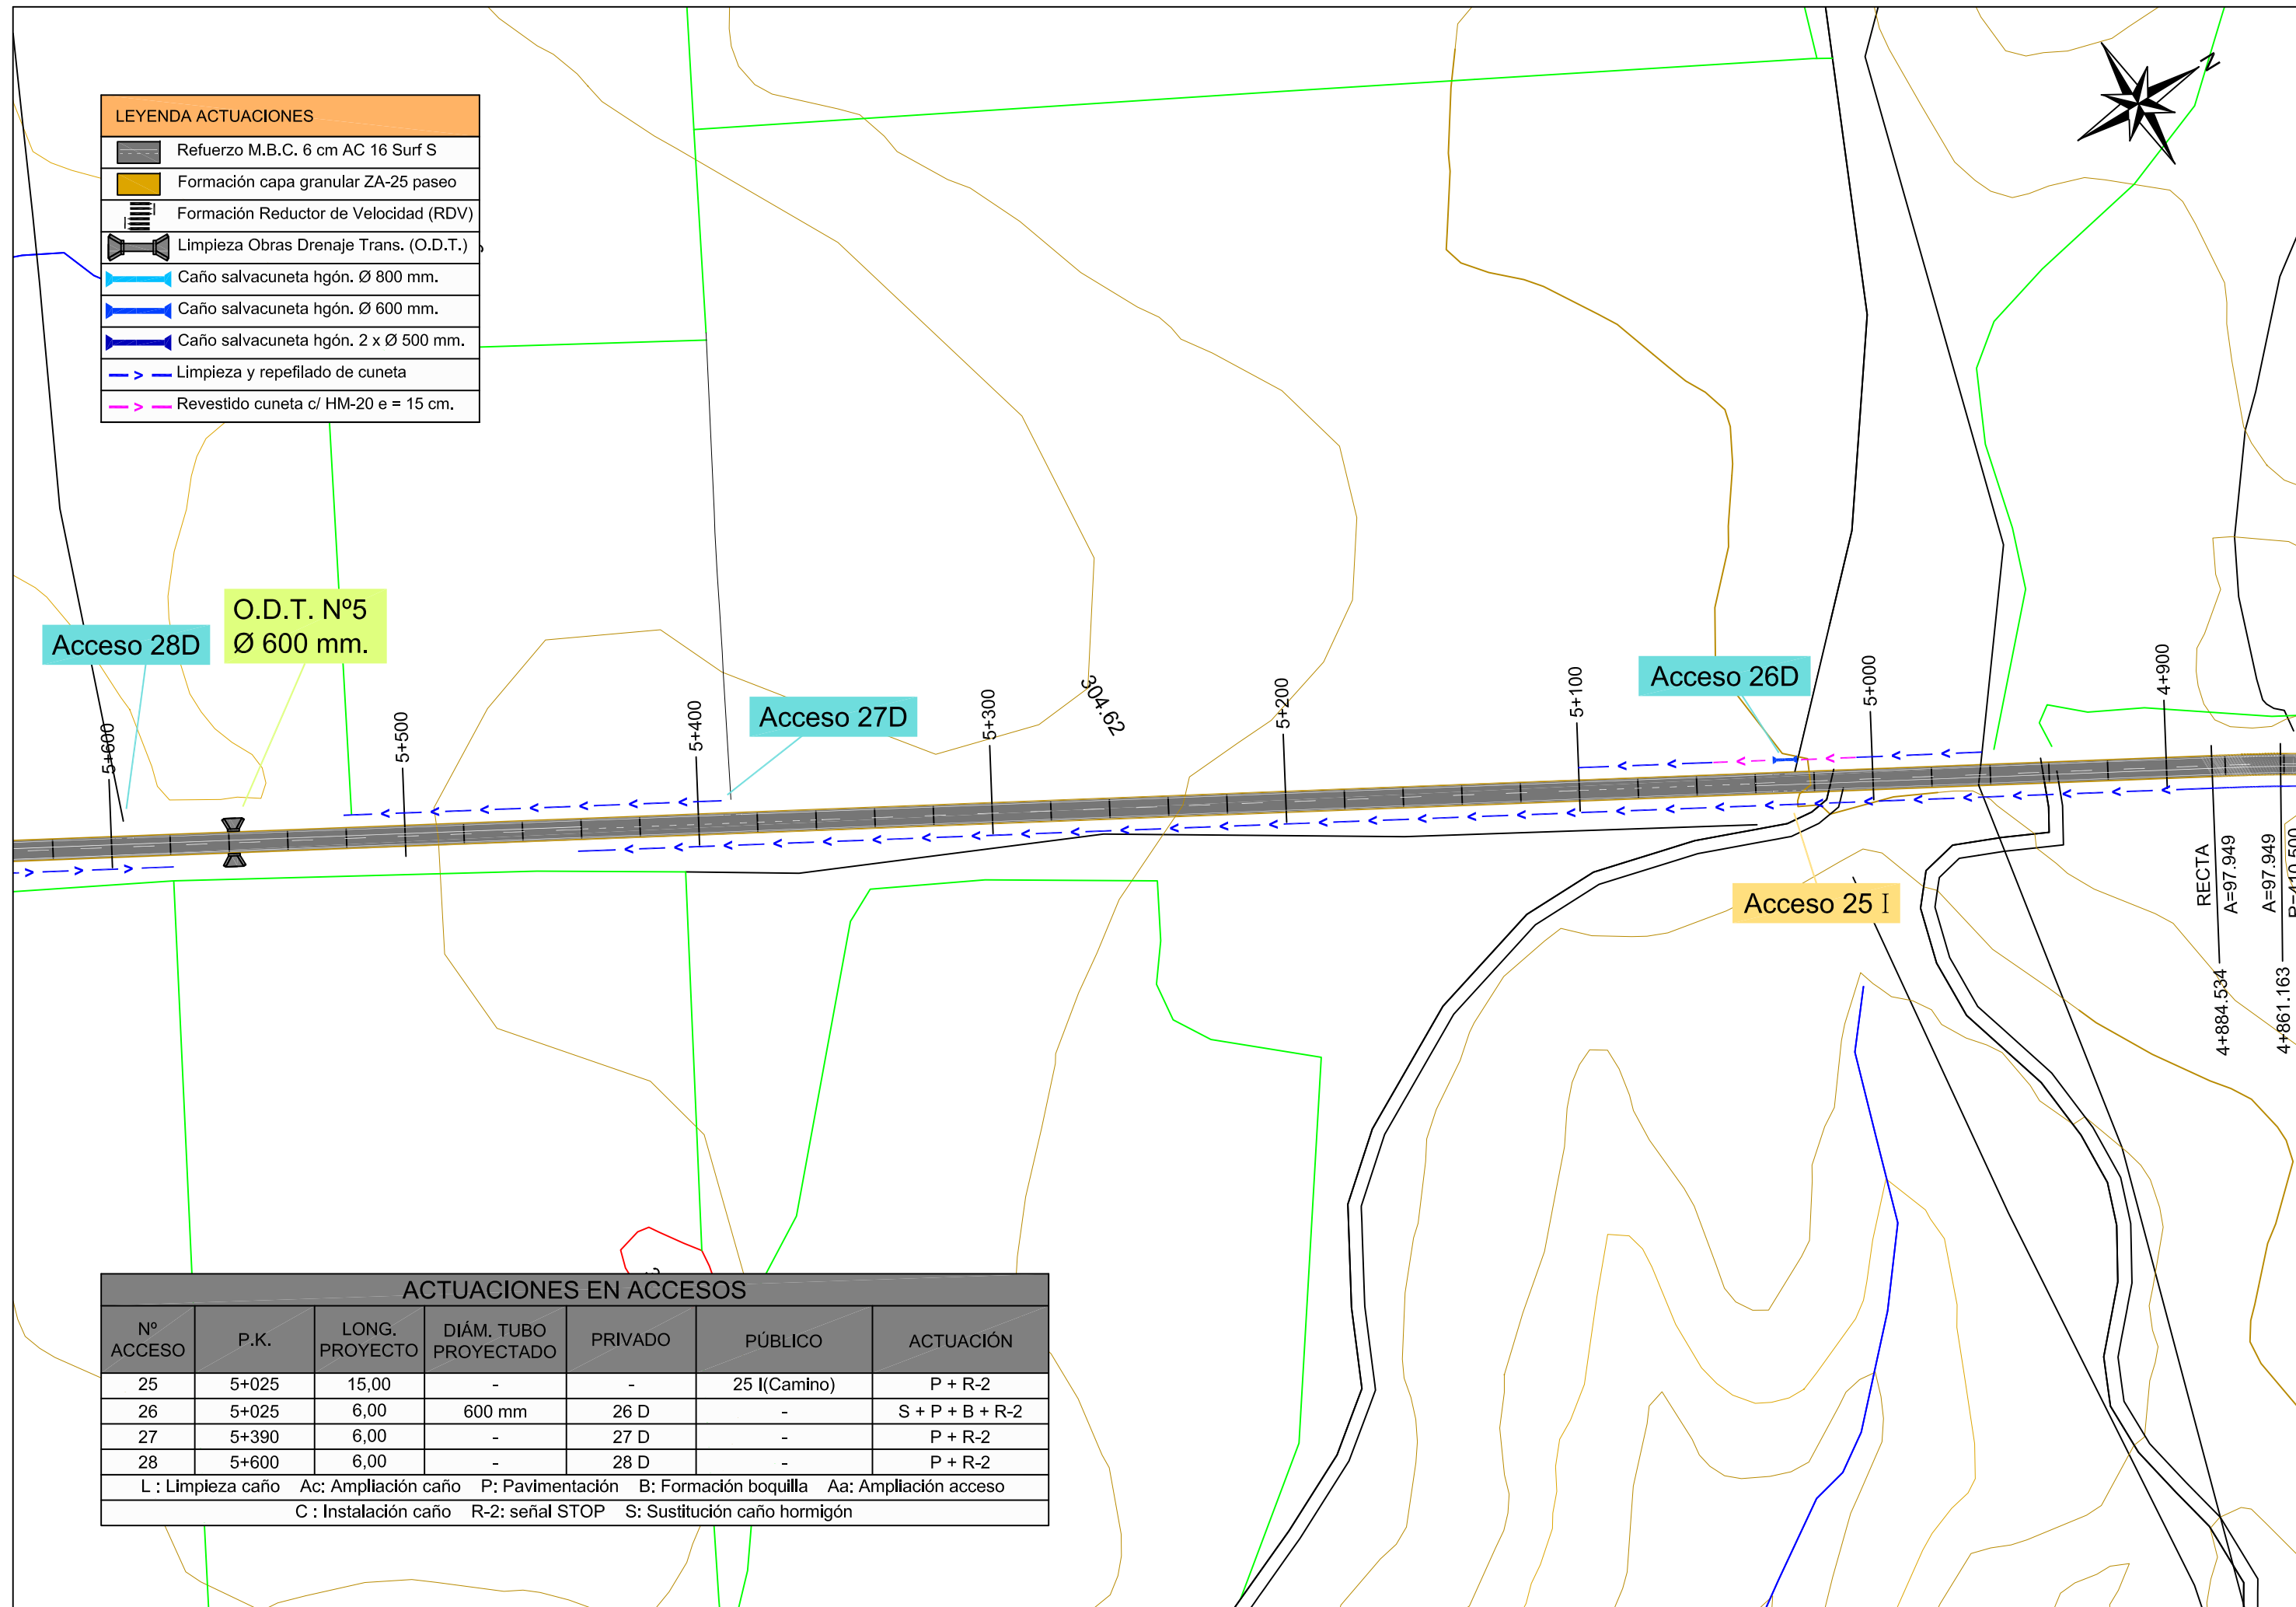 N
LEYENDA ACTUACIONES
Refuerzo M.B.C. 6 cm AC 16 Surf S
Formación capa granular ZA-25 paseo
Formación Reductor de Velocidad (RDV)
Limpieza Obras Drenaje Trans. (O.D.T.)
Caño salvacuneta hgón. Ø 800 mm.
Caño salvacuneta hgón. Ø 600 mm.
Caño salvacuneta hgón. 2 x Ø 500 mm.
Limpieza y repefilado de cuneta
Revestido cuneta c/ HM-20 e = 15 cm.
O.D.T. Nº5
Ø 600 mm.
Acceso 28D
Acceso 27D
Acceso 26D
Acceso 25 I
304.62
5+600
5+500
5+400
5+300
5+200
5+100
5+000
4+900
RECTA
A=97.949
4+884.534
A=97.949
R=410.500
4+861.163
ACTUACIONES EN ACCESOS
Nº ACCESO P.K. LONG. PROYECTO DIÁM. TUBO PROYECTADO PRIVADO PÚBLICO ACTUACIÓN
25 5+025 15,00 - - 25 I(Camino) P + R-2
26 5+025 6,00 600 mm 26 D - S + P + B + R-2
27 5+390 6,00 - 27 D - P + R-2
28 5+600 6,00 - 28 D - P + R-2
L : Limpieza caño Ac: Ampliación caño P: Pavimentación B: Formación boquilla Aa: Ampliación acceso
C : Instalación caño R-2: señal STOP S: Sustitución caño hormigón